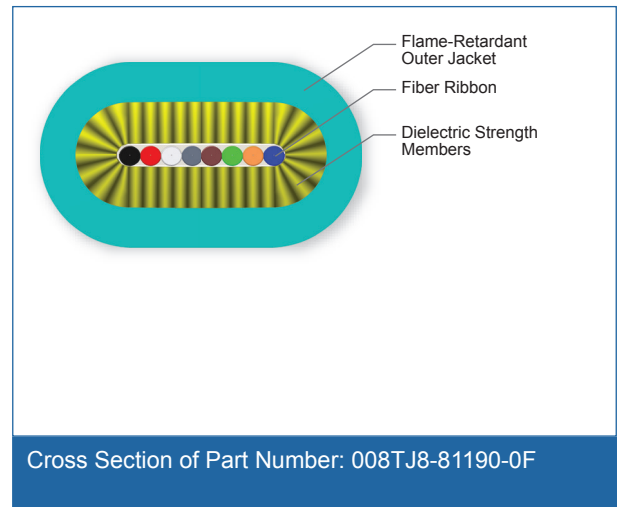 Flame-Retardant
Outer Jacket
Fiber Ribbon
Dielectric Strength
Members
Cross Section of Part Number: 008TJ8-81190-0F